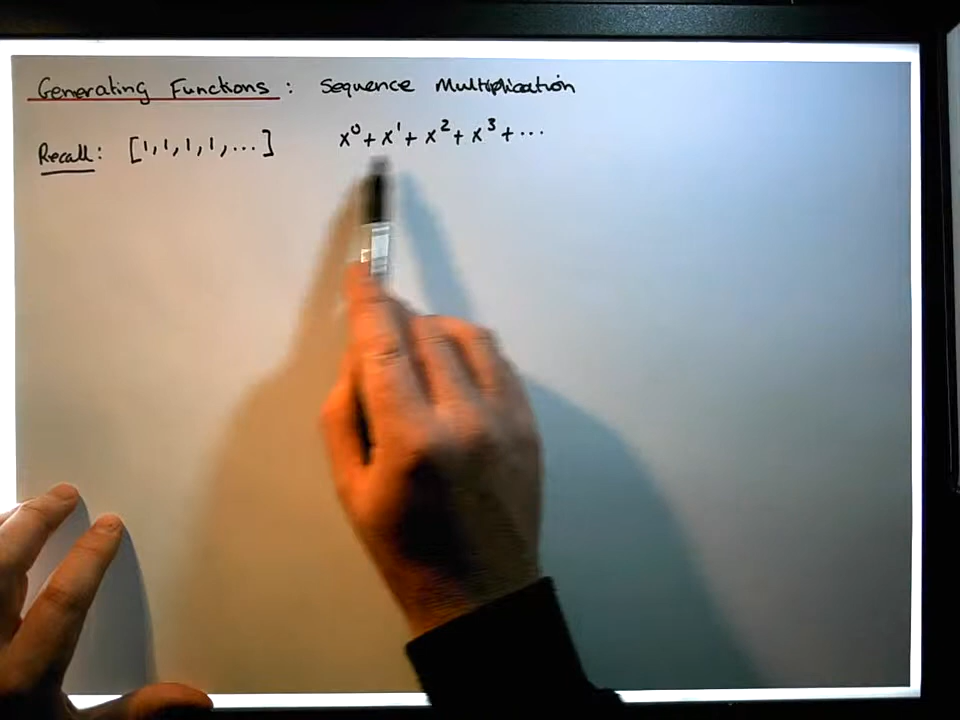 Generating Functions : Sequence Multiplication
Recall: [1,1,1,1,...] x⁰+x¹+x²+x³+...